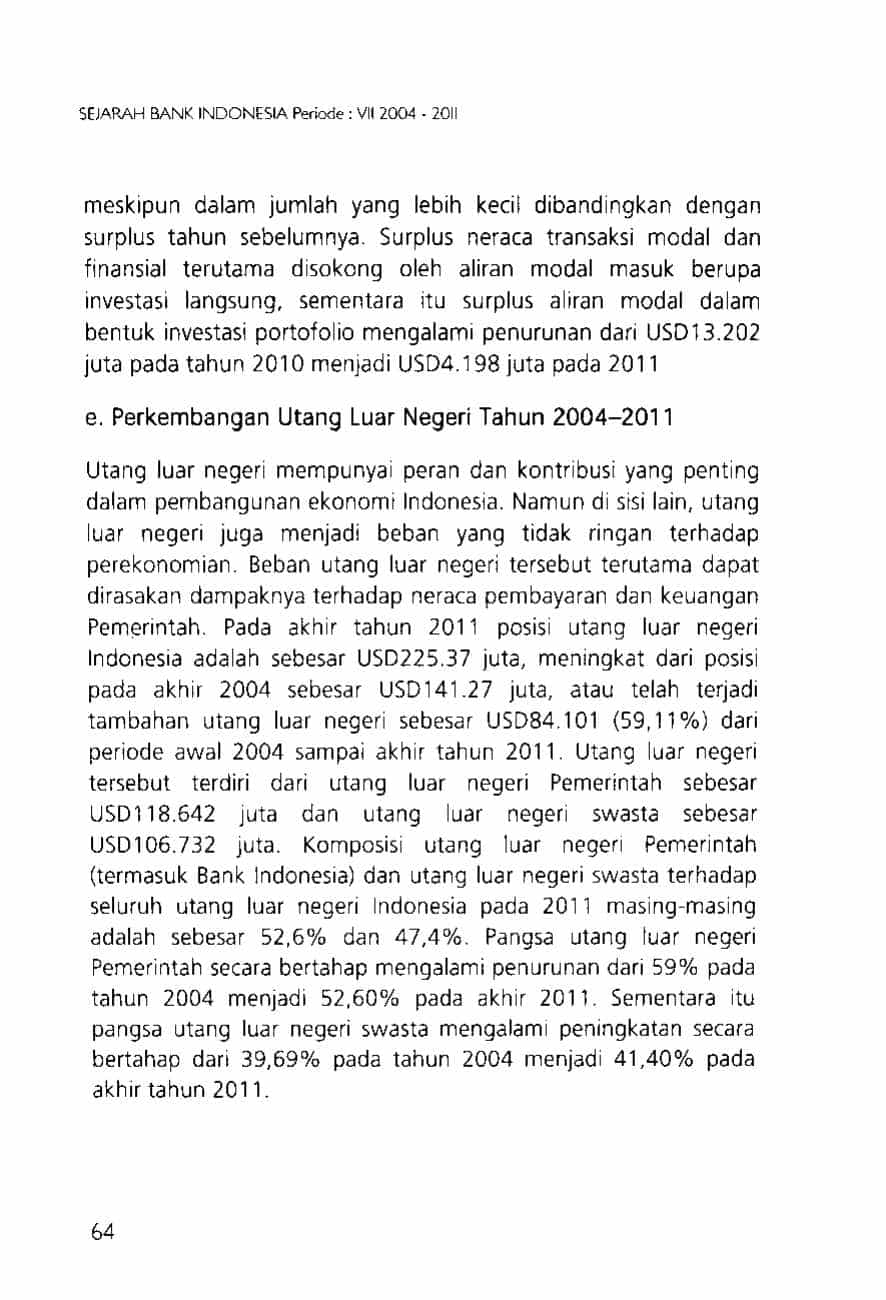 SEJARAH BANK INDONESIA Periode : VII 2004 - 2011
meskipun dalam jumlah yang lebih kecil dibandingkan dengan
surplus tahun sebelumnya. Surplus neraca transaksi modal dan
finansial terutama disokong oleh aliran modal masuk berupa
investasi langsung, sementara itu surplus aliran modal dalam
bentuk investasi portofolio mengalami penurunan dari USD13.202
juta pada tahun 2010 menjadi USD4.198 juta pada 2011
e. Perkembangan Utang Luar Negeri Tahun 2004–2011
Utang luar negeri mempunyai peran dan kontribusi yang penting
dalam pembangunan ekonomi Indonesia. Namun di sisi lain, utang
luar negeri juga menjadi beban yang tidak ringan terhadap
perekonomian. Beban utang luar negeri tersebut terutama dapat
dirasakan dampaknya terhadap neraca pembayaran dan keuangan
Pemerintah. Pada akhir tahun 2011 posisi utang luar negeri
Indonesia adalah sebesar USD225.37 juta, meningkat dari posisi
pada akhir 2004 sebesar USD141.27 juta, atau telah terjadi
tambahan utang luar negeri sebesar USD84.101 (59,11%) dari
periode awal 2004 sampai akhir tahun 2011. Utang luar negeri
tersebut terdiri dari utang luar negeri Pemerintah sebesar
USD118.642 juta dan utang luar negeri swasta sebesar
USD106.732 juta. Komposisi utang luar negeri Pemerintah
(termasuk Bank Indonesia) dan utang luar negeri swasta terhadap
seluruh utang luar negeri Indonesia pada 2011 masing-masing
adalah sebesar 52,6% dan 47,4%. Pangsa utang luar negeri
Pemerintah secara bertahap mengalami penurunan dari 59% pada
tahun 2004 menjadi 52,60% pada akhir 2011. Sementara itu
pangsa utang luar negeri swasta mengalami peningkatan secara
bertahap dari 39,69% pada tahun 2004 menjadi 41,40% pada
akhir tahun 2011.
64